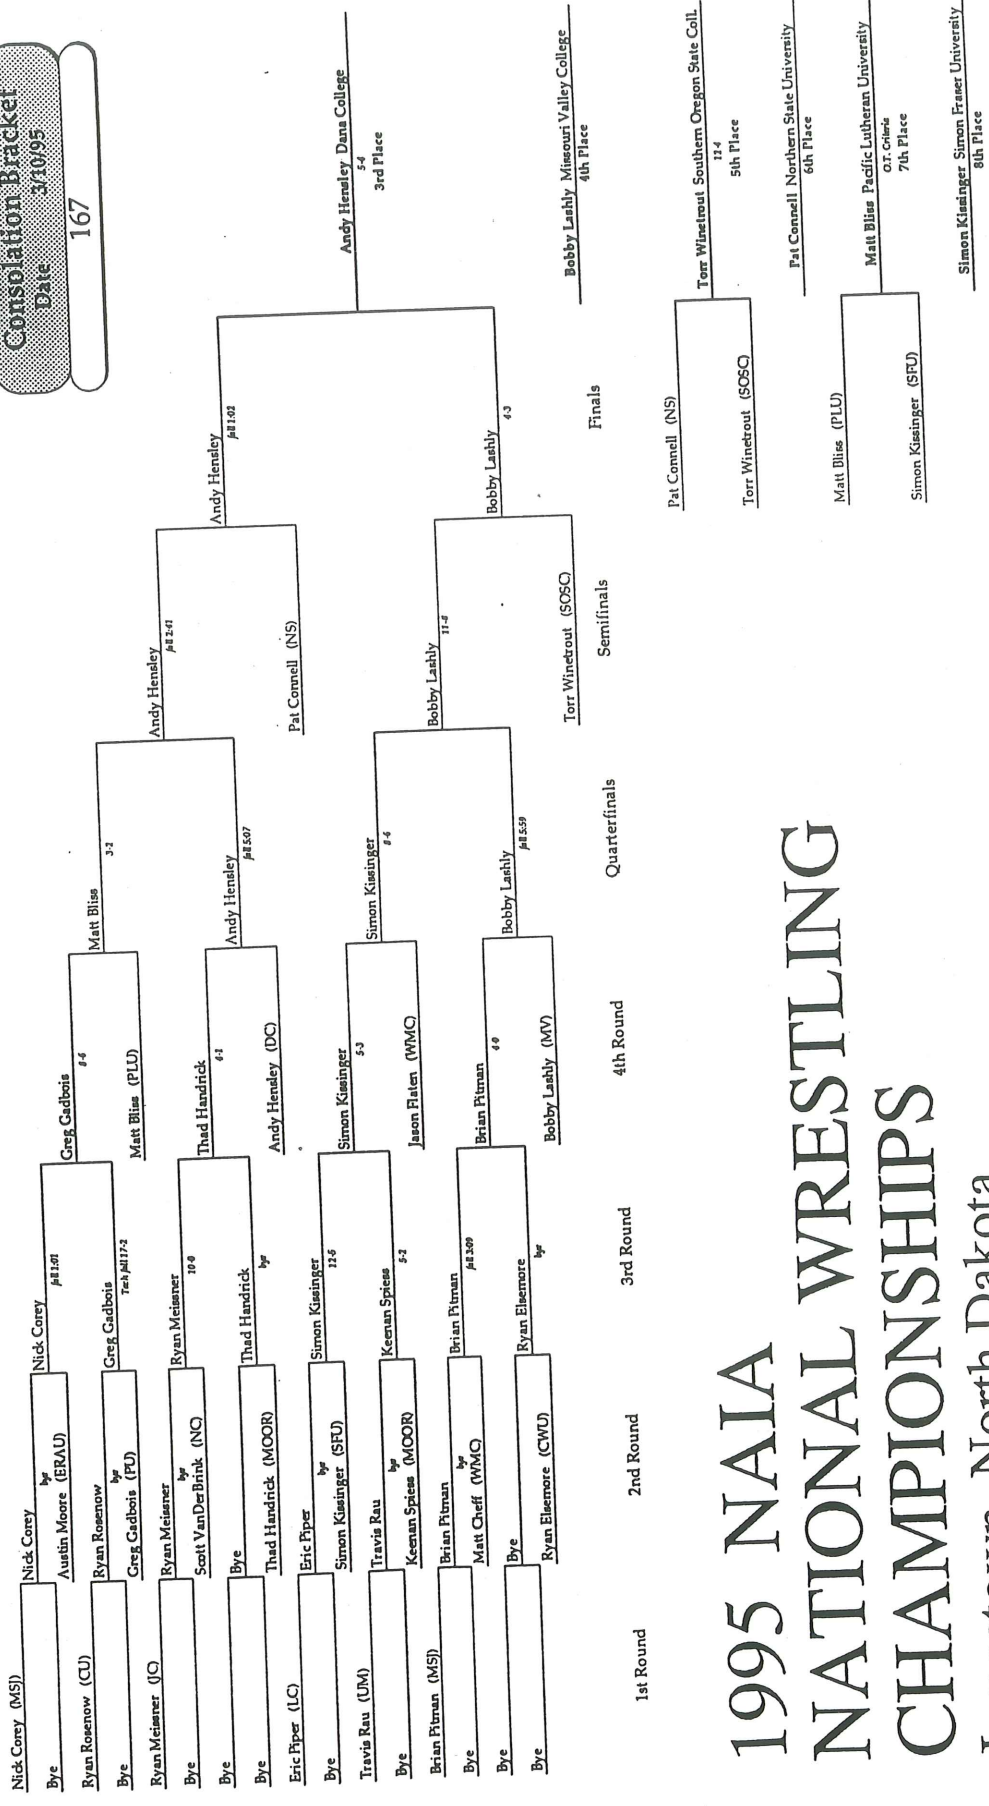 Consolation Bracket
Date 3/10/95
167
Nick Corey (MSJ)
Bye
Ryan Rosenow (CU)
Bye
Ryan Meissner (JC)
Bye
Bye
Bye
Eric Piper (LC)
Bye
Travis Rau (UM)
Bye
Brian Pitman (MSJ)
Bye
Bye
Bye
1st Round
Nick Corey
bye
Austin Moore (ERAU)
Ryan Rosenow
bye
Greg Gadbois (PU)
Ryan Meissner
bye
Scott VanDerBrink (NC)
Bye
Thad Handrick (MOOR)
Eric Piper
bye
Simon Kissinger (SFU)
Travis Rau
bye
Keenan Spiess (MOOR)
Brian Pitman
bye
Matt Cheff (WMC)
Bye
Ryan Elsemore (CWU)
2nd Round
Nick Corey
fall 1:01
Greg Gadbois
Tech fall 17-2
Ryan Meissner
10-0
Thad Handrick
bye
Simon Kissinger
12-5
Keenan Spiess
5-2
Brian Pitman
fall 3:09
Ryan Elsemore
bye
3rd Round
Greg Gadbois
8-6
Matt Bliss (PLU)
Thad Handrick
Andy Hensley (DC)
Simon Kissinger
5-3
Jason Flaten (WMC)
Brian Pitman
Bobby Lashly (MV)
4th Round
Matt Bliss
3-2
Andy Hensley
fall 5:07
Simon Kissinger
8-6
Bobby Lashly
fall 5:59
Quarterfinals
Andy Hensley
fall 2:41
Pat Connell (NS)
Bobby Lashly
Torr Winetrout (SOSC)
Semifinals
Andy Hensley
fall 1:02
Bobby Lashly
4-3
Finals
Andy Hensley Dana College
5-4
3rd Place
Bobby Lashly Missouri Valley College
4th Place
Pat Connell (NS)
Torr Winetrout (SOSC)
Torr Winetrout Southern Oregon State Coll.
11-4
5th Place
Pat Connell Northern State University
6th Place
Matt Bliss (PLU)
Simon Kissinger (SFU)
Matt Bliss Pacific Lutheran University
O.T. Criteria
7th Place
Simon Kissinger Simon Fraser University
8th Place
1995 NAIA
NATIONAL WRESTLING
CHAMPIONSHIPS
North Dakota